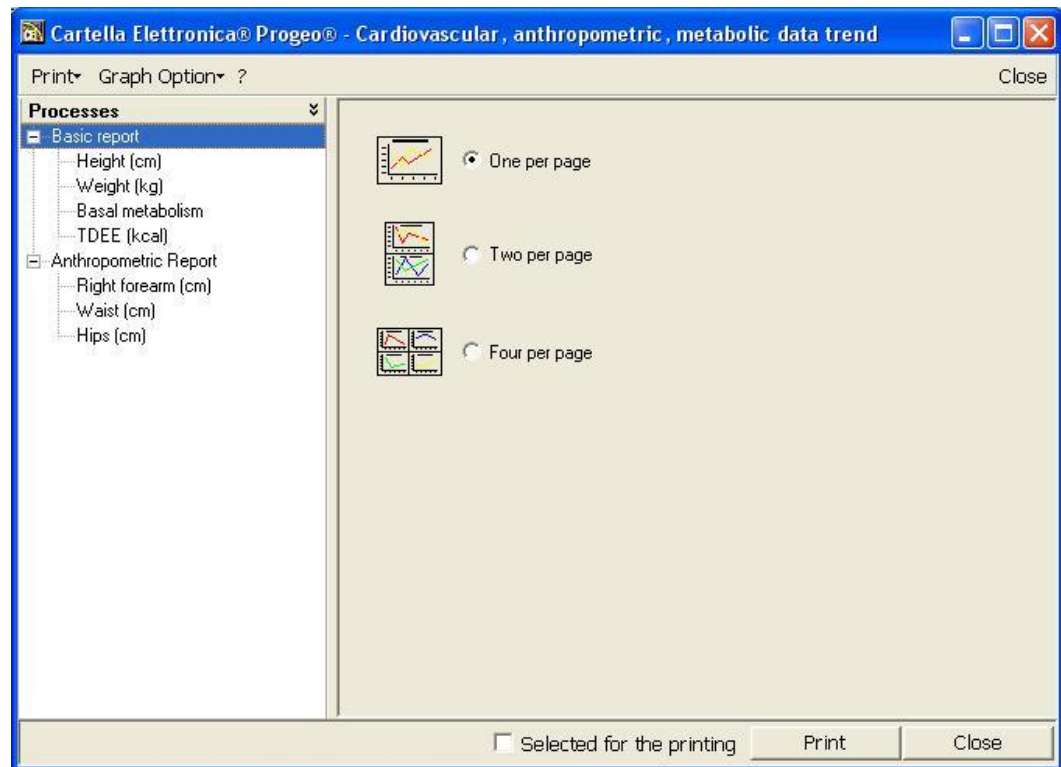 Cartella Elettronica® Progeo® - Cardiovascular, anthropometric, metabolic data trend
Print Graph Option ? Close
Processes
Basic report
Height (cm)
Weight (kg)
Basal metabolism
TDEE (kcal)
Anthropometric Report
Right forearm (cm)
Waist (cm)
Hips (cm)
One per page
Two per page
Four per page
Selected for the printing Print Close